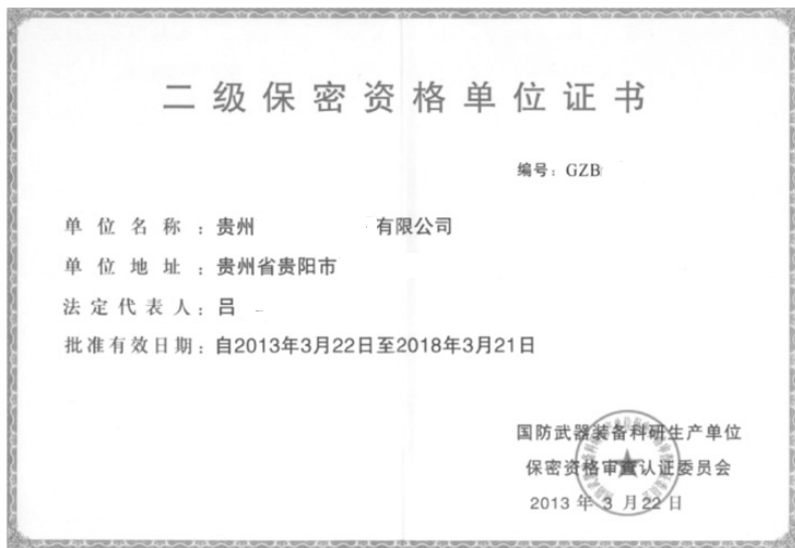 二级保密资格单位证书
编号：GZB
单位名称：贵州 有限公司
单位地址：贵州省贵阳市
法定代表人：吕
批准有效日期：自2013年3月22日至2018年3月21日
国防武器装备科研生产单位
保密资格审查认证委员会
2013年3月22日